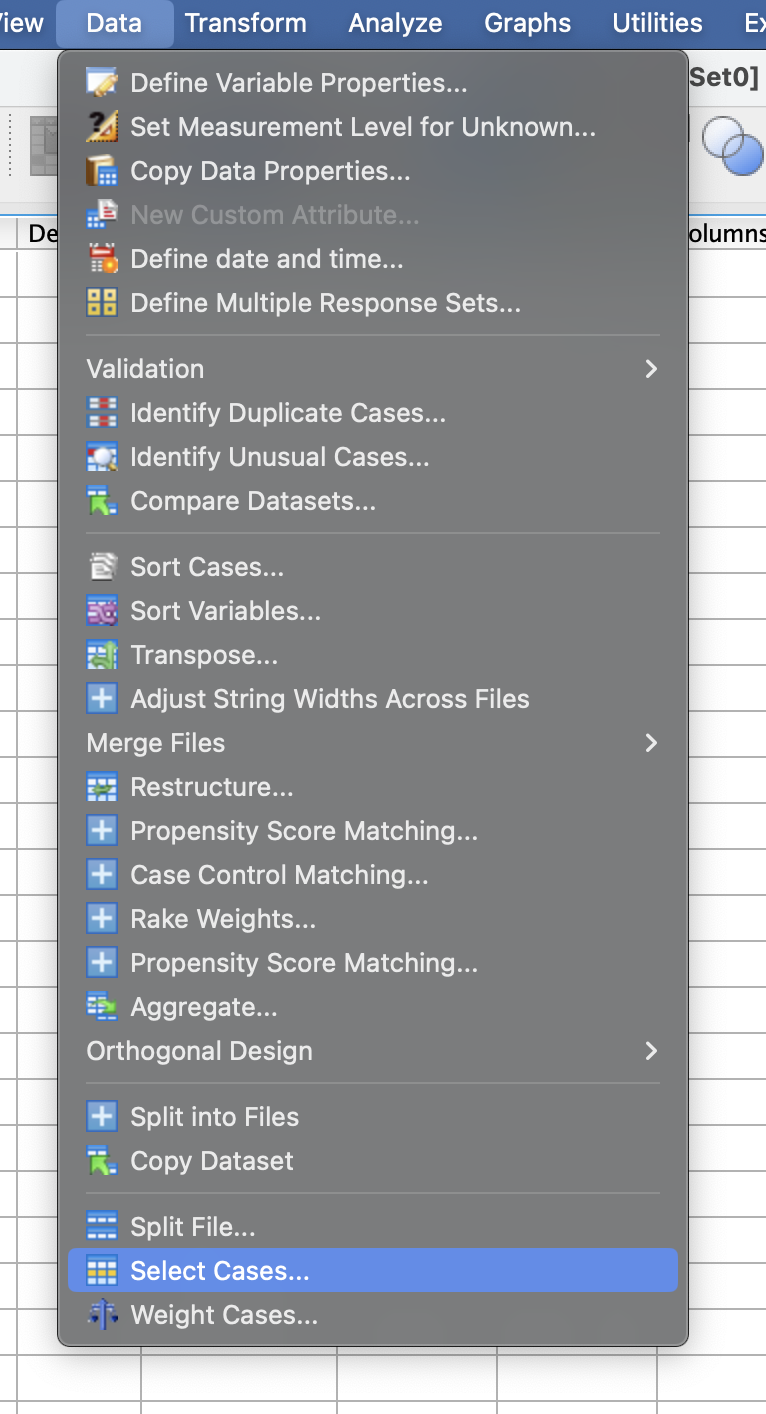 View Data Transform Analyze Graphs Utilities
Set0]
Define Variable Properties...
Set Measurement Level for Unknown...
Copy Data Properties...
New Custom Attribute...
De
olumns
Define date and time...
Define Multiple Response Sets...
Validation
Identify Duplicate Cases...
Identify Unusual Cases...
Compare Datasets...
Sort Cases...
Sort Variables...
Transpose...
Adjust String Widths Across Files
Merge Files
Restructure...
Propensity Score Matching...
Case Control Matching...
Rake Weights...
Propensity Score Matching...
Aggregate...
Orthogonal Design
Split into Files
Copy Dataset
Split File...
Select Cases...
Weight Cases...